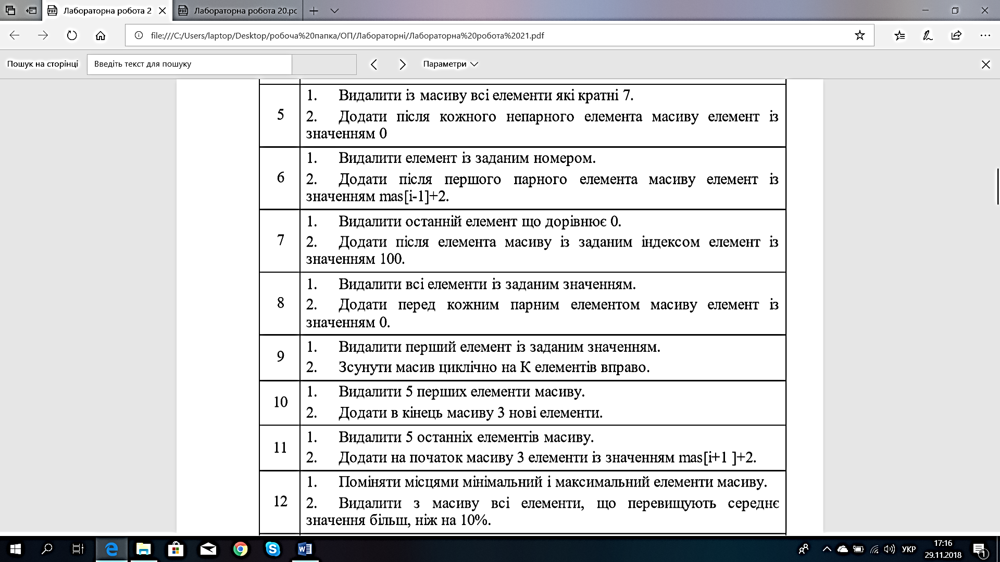 Лабораторна робота 2
Лабораторна робота 20.pc
file:///C:/Users/laptop/Desktop/робоча%20папка/ОП/Лабораторні/Лабораторна%20робота%2021.pdf
Пошук на сторінці
Введіть текст для пошуку
Параметри
5
1. Видалити із масиву всі елементи які кратні 7.
2. Додати після кожного непарного елемента масиву елемент із
значенням 0
6
1. Видалити елемент із заданим номером.
2. Додати після першого парного елемента масиву елемент із
значенням mas[i-1]+2.
7
1. Видалити останній елемент що дорівнює 0.
2. Додати після елемента масиву із заданим індексом елемент із
значенням 100.
8
1. Видалити всі елементи із заданим значенням.
2. Додати перед кожним парним елементом масиву елемент із
значенням 0.
9
1. Видалити перший елемент із заданим значенням.
2. Зсунути масив циклічно на К елементів вправо.
10
1. Видалити 5 перших елементи масиву.
2. Додати в кінець масиву 3 нові елементи.
11
1. Видалити 5 останніх елементів масиву.
2. Додати на початок масиву 3 елементи із значенням mas[i+1 ]+2.
12
1. Поміняти місцями мінімальний і максимальний елементи масиву.
2. Видалити з масиву всі елементи, що перевищують середнє
значення більш, ніж на 10%.
УКР
17:16
29.11.2018
1